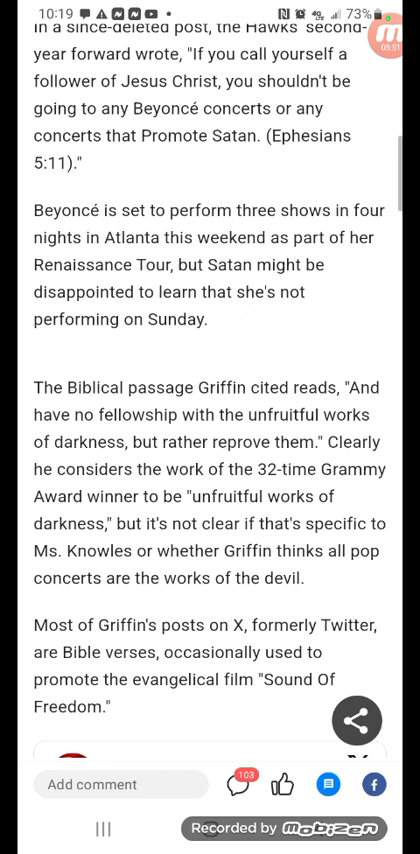 10:19
4G
73%
05:51
In a since-deleted post, the Hawks' second-
year forward wrote, "If you call yourself a
follower of Jesus Christ, you shouldn't be
going to any Beyoncé concerts or any
concerts that Promote Satan. (Ephesians
5:11)."
Beyoncé is set to perform three shows in four
nights in Atlanta this weekend as part of her
Renaissance Tour, but Satan might be
disappointed to learn that she's not
performing on Sunday.
The Biblical passage Griffin cited reads, "And
have no fellowship with the unfruitful works
of darkness, but rather reprove them." Clearly
he considers the work of the 32-time Grammy
Award winner to be "unfruitful works of
darkness," but it's not clear if that's specific to
Ms. Knowles or whether Griffin thinks all pop
concerts are the works of the devil.
Most of Griffin's posts on X, formerly Twitter,
are Bible verses, occasionally used to
promote the evangelical film "Sound Of
Freedom."
Add comment
103
Recorded by mobizen